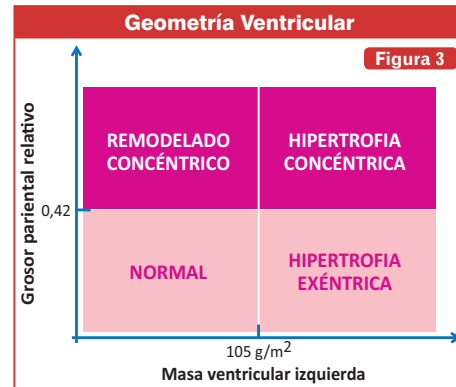 Geometría Ventricular
Figura 3
Grosor pariental relativo
REMODELADO
CONCÉNTRICO
HIPERTROFIA
CONCÉNTRICA
0,42
NORMAL
HIPERTROFIA
EXÉNTRICA
105 g/m²
Masa ventricular izquierda